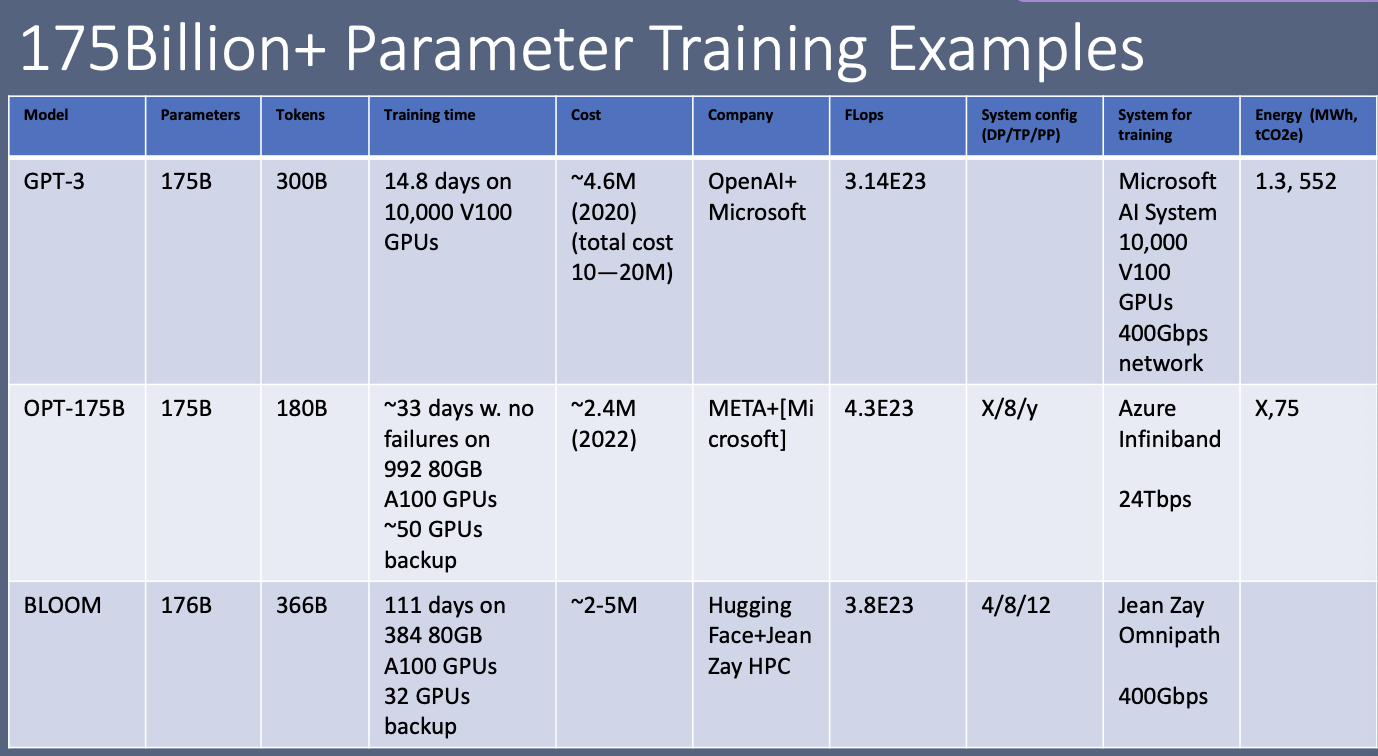 175Billion+ Parameter Training Examples
Model
Parameters
Tokens
Training time
Cost
Company
FLops
System config
(DP/TP/PP)
System for
training
Energy (MWh,
tCO2e)
GPT-3
175B
300B
14.8 days on
10,000 V100
GPUs
~4.6M
(2020)
(total cost
10—20M)
OpenAI+
Microsoft
3.14E23
Microsoft
AI System
10,000
V100
GPUs
400Gbps
network
1.3, 552
OPT-175B
175B
180B
~33 days w. no
failures on
992 80GB
A100 GPUs
~50 GPUs
backup
~2.4M
(2022)
META+[Mi
crosoft]
4.3E23
X/8/y
Azure
Infiniband
24Tbps
X,75
BLOOM
176B
366B
111 days on
384 80GB
A100 GPUs
32 GPUs
backup
~2-5M
Hugging
Face+Jean
Zay HPC
3.8E23
4/8/12
Jean Zay
Omnipath
400Gbps